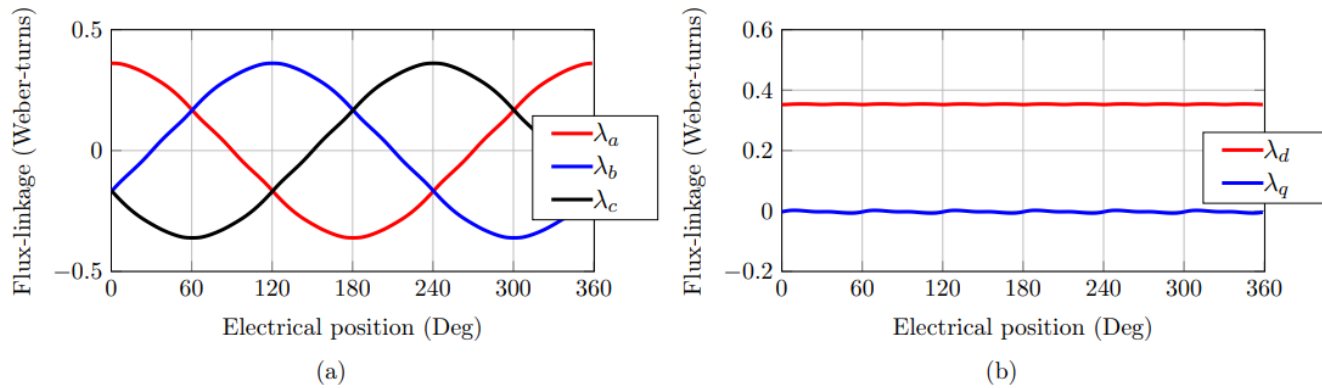 Flux-linkage (Weber-turns)
0.5
0
−0.5
0 60 120 180 240 300 360
Electrical position (Deg)
λa
λb
λc
(a)
Flux-linkage (Weber-turns)
0.6
0.4
0.2
0
−0.2
0 60 120 180 240 300 360
Electrical position (Deg)
λd
λq
(b)